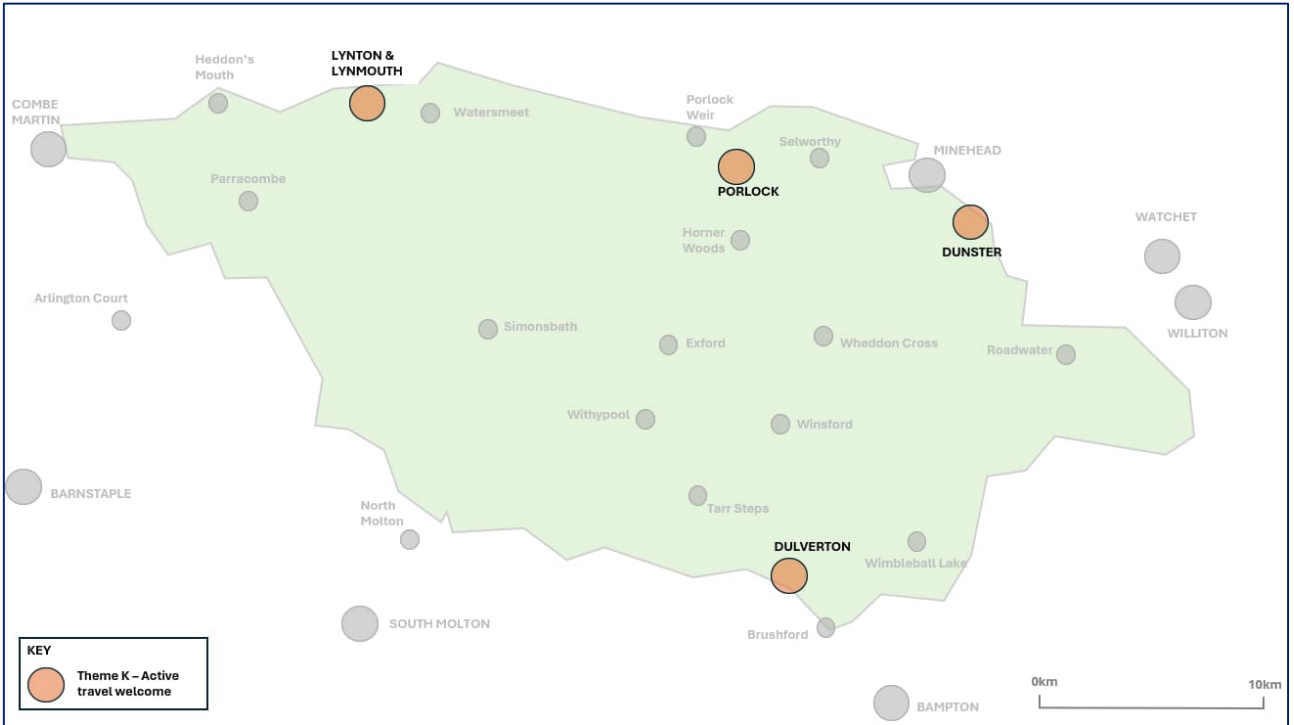 Heddon's
Mouth
LYNTON &
LYNMOUTH
COMBE
MARTIN
Watersmeet
Porlock
Weir
Selworthy
MINEHEAD
Parracombe
PORLOCK
WATCHET
Horner
Woods
DUNSTER
Arlington Court
Simonsbath
Exford
Wheddon Cross
Roadwater
WILLITON
Withypool
Winsford
BARNSTAPLE
North
Molton
Tarr Steps
DULVERTON
Wimbleball Lake
SOUTH MOLTON
Brushford
KEY
Theme K – Active
travel welcome
0km
10km
BAMPTON